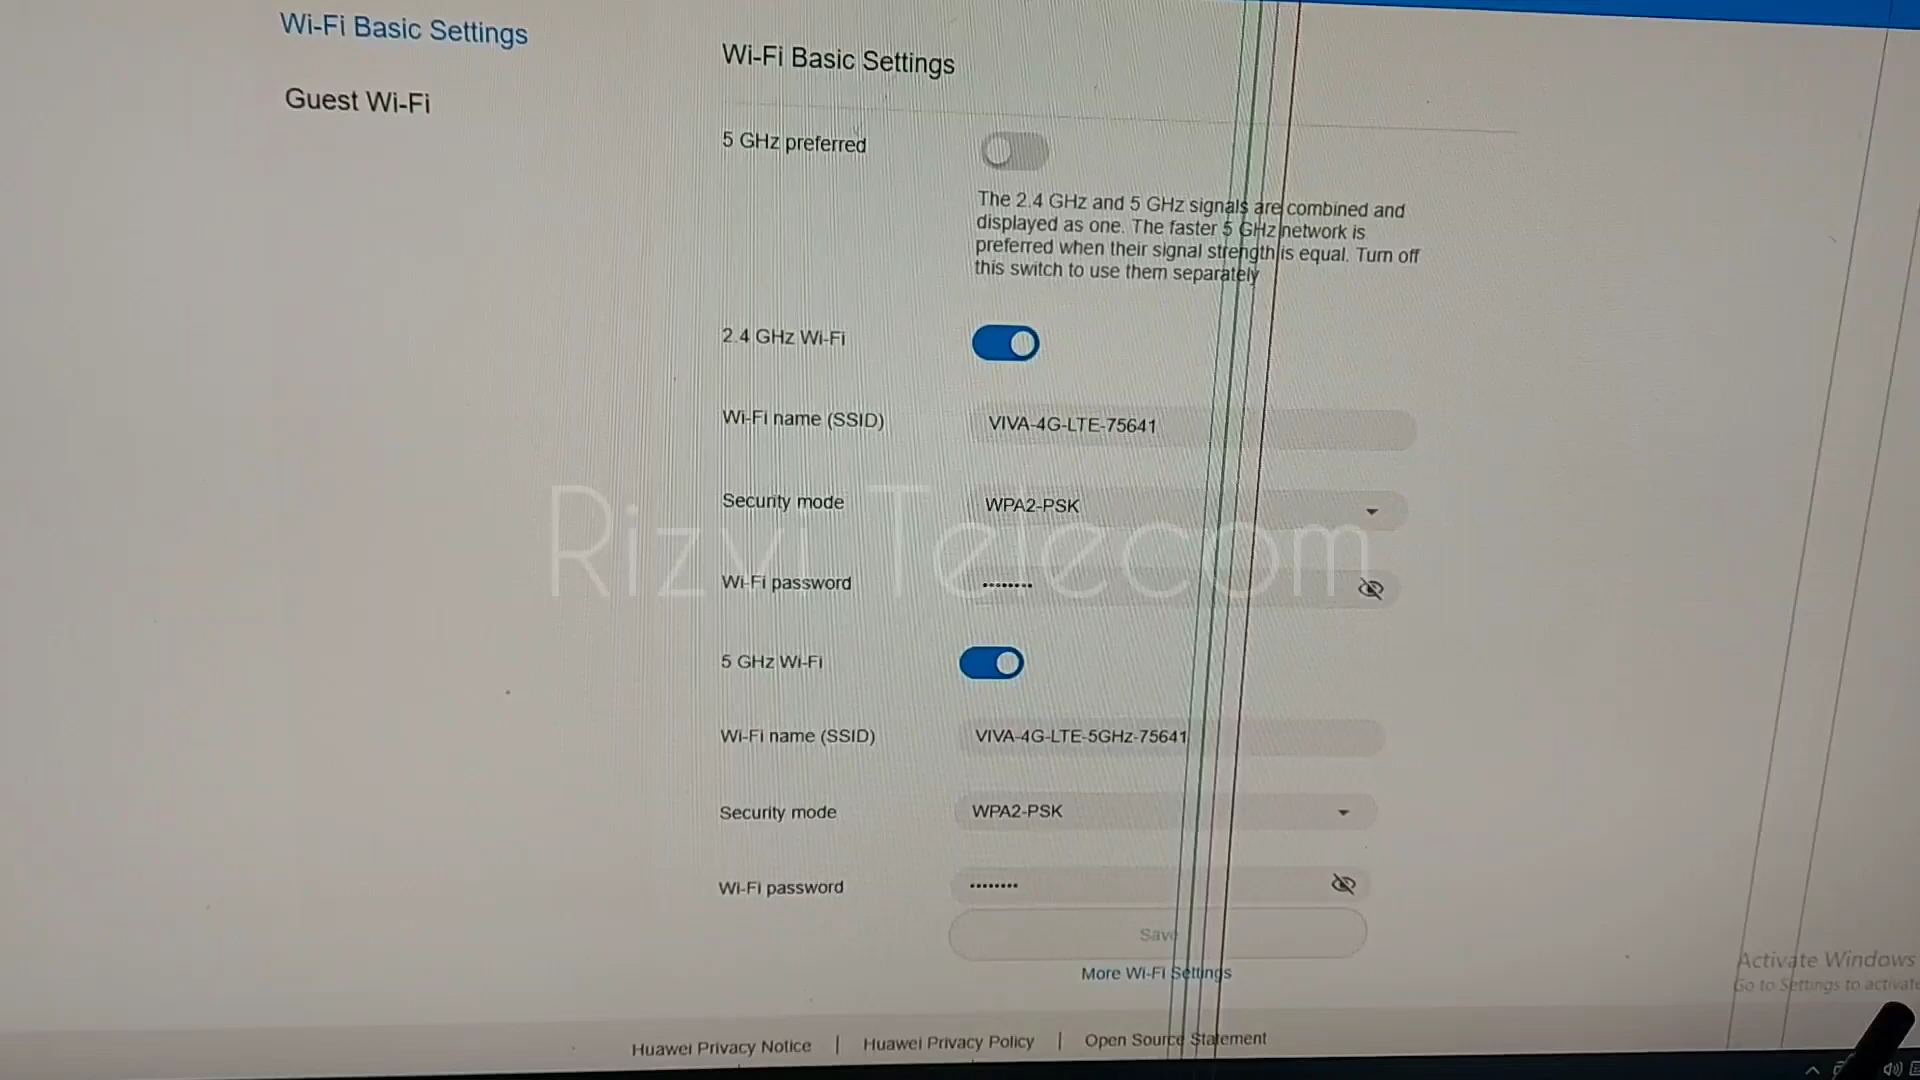 Wi-Fi Basic Settings
Guest Wi-Fi
Wi-Fi Basic Settings
5 GHz preferred
The 2.4 GHz and 5 GHz signals are combined and
displayed as one. The faster 5 GHz network is
preferred when their signal strength is equal. Turn off
this switch to use them separately
2.4 GHz Wi-Fi
Wi-Fi name (SSID) VIVA-4G-LTE-75641
Security mode WPA2-PSK
Rizvi Telecom
Wi-Fi password ••••••••
5 GHz Wi-Fi
Wi-Fi name (SSID) VIVA-4G-LTE-5GHz-75641
Security mode WPA2-PSK
Wi-Fi password ••••••••
Save
More Wi-Fi Settings
Activate Windows
Go to Settings to activate
Huawei Privacy Notice | Huawei Privacy Policy | Open Source Statement